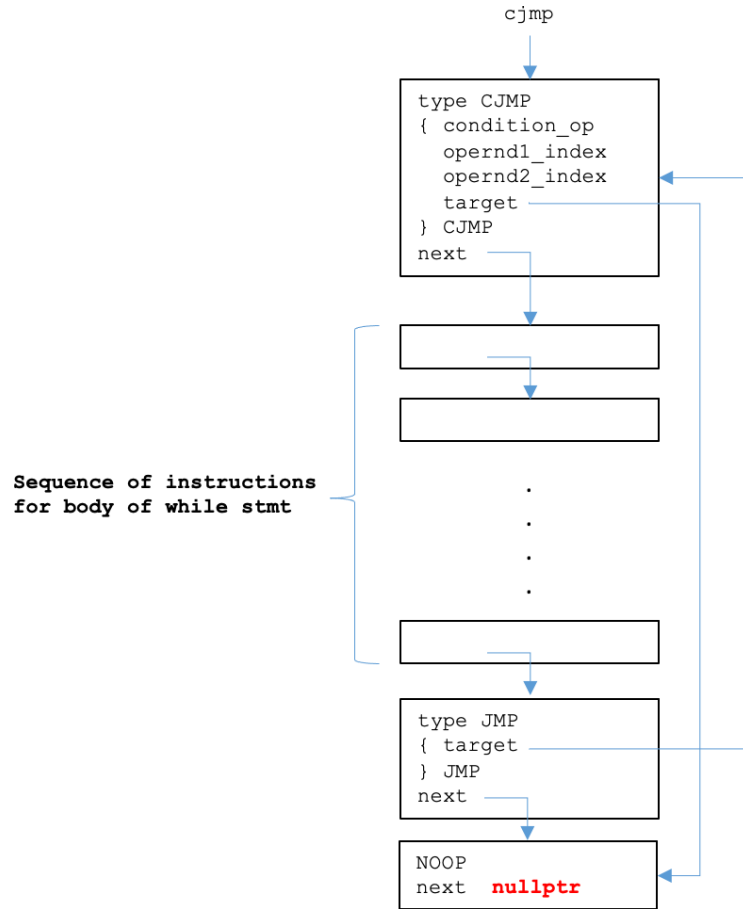 cjmp
type CJMP
{ condition_op
opernd1_index
opernd2_index
target
} CJMP
next
Sequence of instructions
for body of while stmt
.
.
.
.
type JMP
{ target
} JMP
next
NOOP
next nullptr